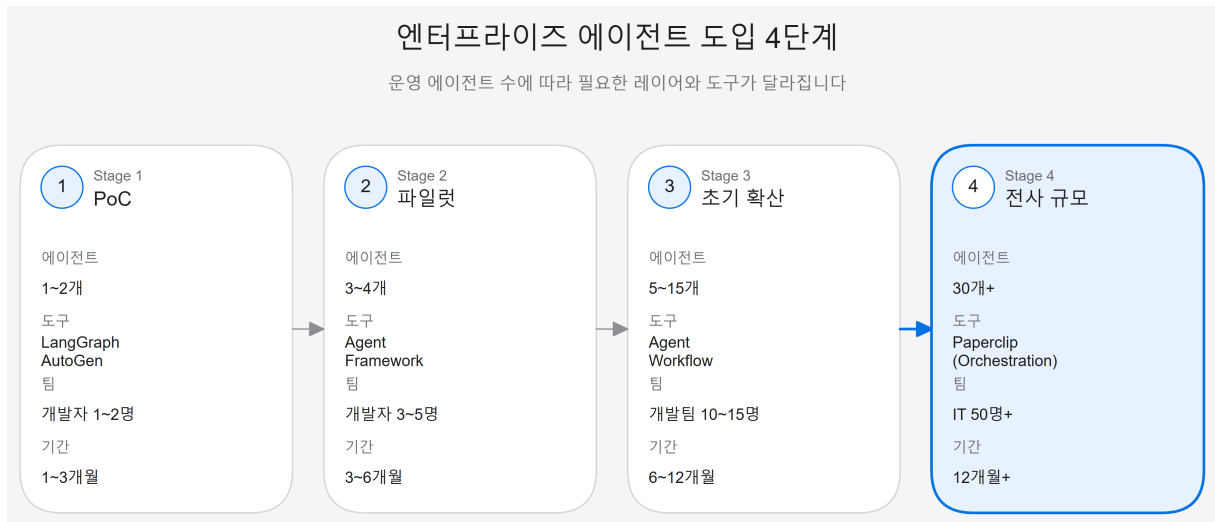 엔터프라이즈 에이전트 도입 4단계
운영 에이전트 수에 따라 필요한 레이어와 도구가 달라집니다
1
Stage 1
PoC
에이전트
1~2개
도구
LangGraph
AutoGen
팀
개발자 1~2명
기간
1~3개월
2
Stage 2
파일럿
에이전트
3~4개
도구
Agent
Framework
팀
개발자 3~5명
기간
3~6개월
3
Stage 3
초기 확산
에이전트
5~15개
도구
Agent
Workflow
팀
개발팀 10~15명
기간
6~12개월
4
Stage 4
전사 규모
에이전트
30개+
도구
Paperclip
(Orchestration)
팀
IT 50명+
기간
12개월+